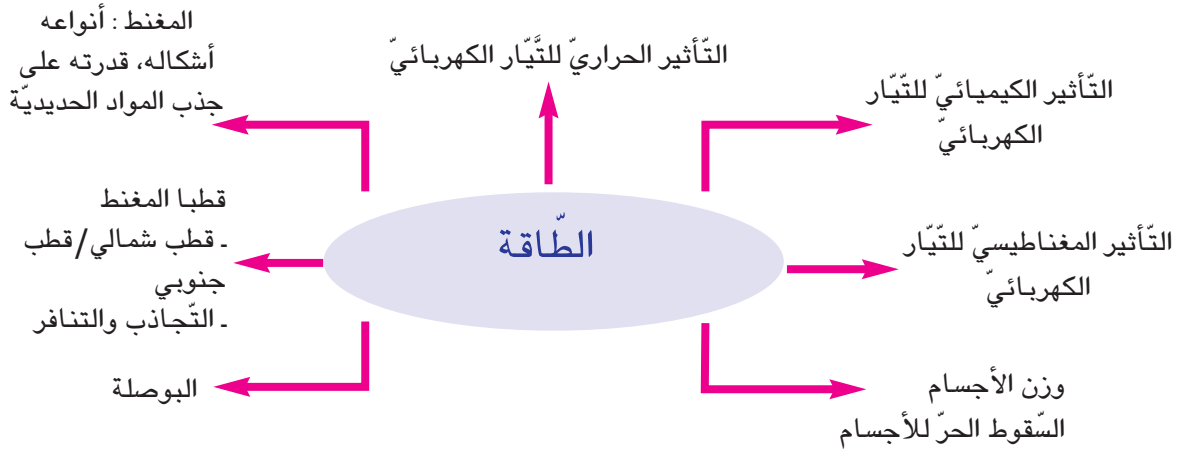 التّأثير الحراريّ للتَّيّار الكهربائيّ
التّأثير الكيميائيّ للتّيّار
الكهربائيّ
التّأثير المغناطيسيّ للتّيّار
الكهربائيّ
وزن الأجسام
السّقوط الحرّ للأجسام
الطّاقة
المغنط : أنواعه
أشكاله، قدرته على
جذب المواد الحديديّة
قطبا المغنط
ـ قطب شمالي/قطب
جنوبي
ـ التّجاذب والتنافر
البوصلة